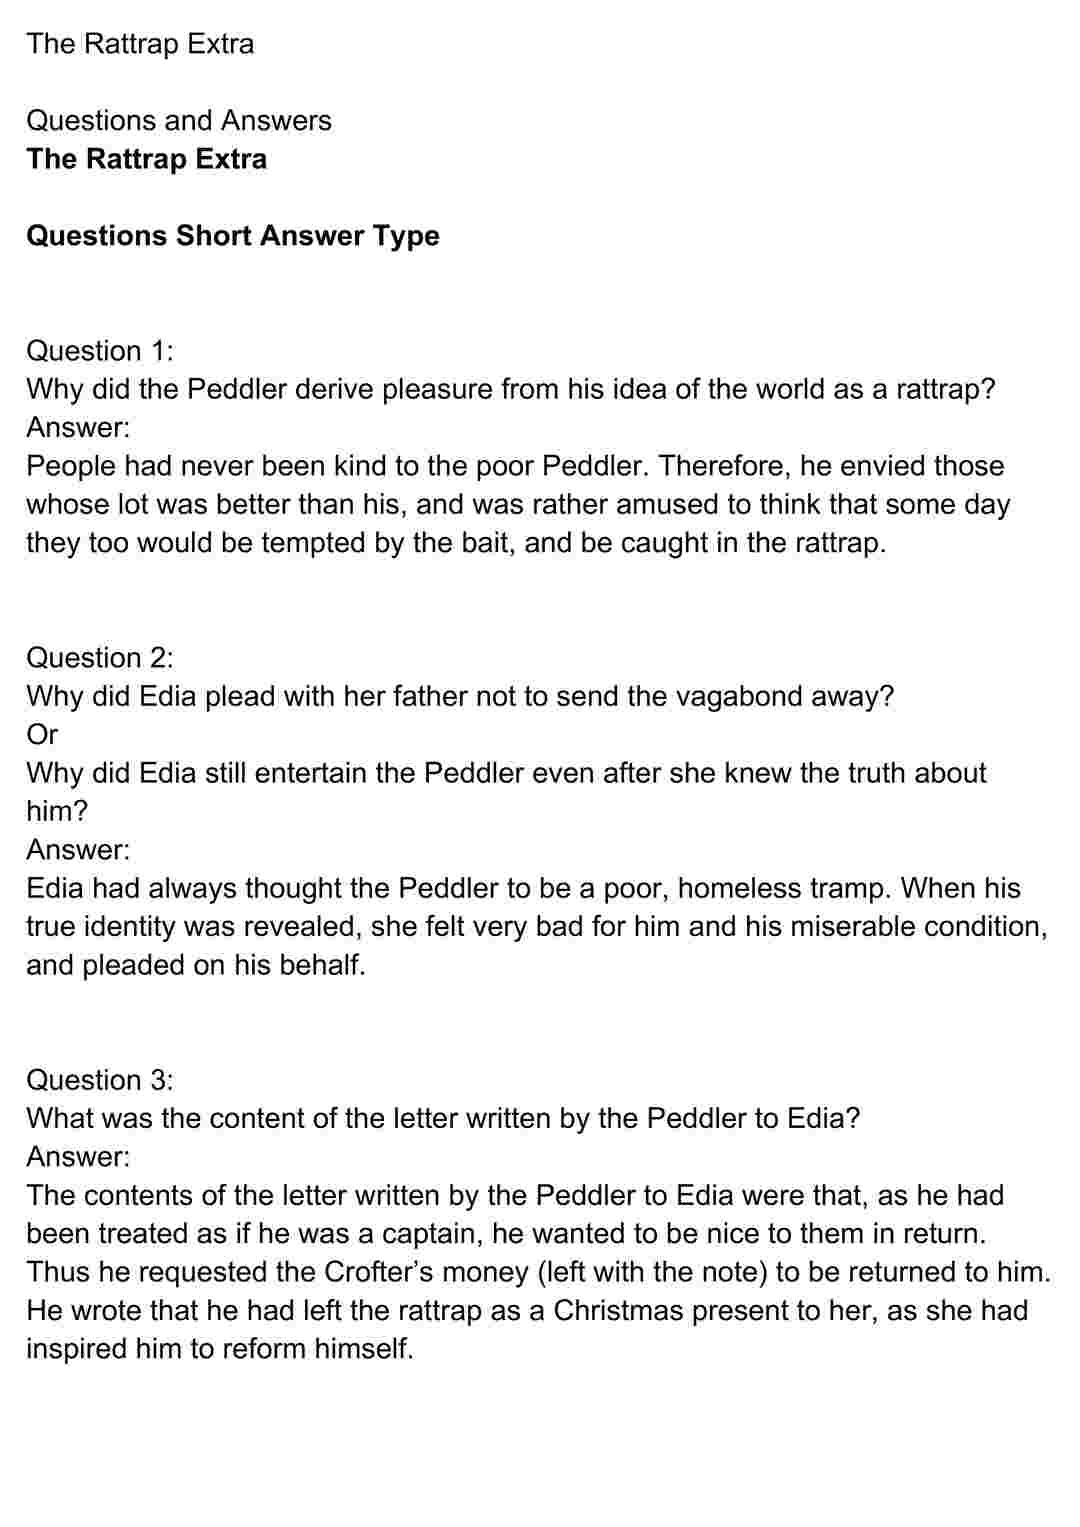 The Rattrap Extra
Questions and Answers
The Rattrap Extra
Questions Short Answer Type
Question 1:
Why did the Peddler derive pleasure from his idea of the world as a rattrap?
Answer:
People had never been kind to the poor Peddler. Therefore, he envied those
whose lot was better than his, and was rather amused to think that some day
they too would be tempted by the bait, and be caught in the rattrap.
Question 2:
Why did Edia plead with her father not to send the vagabond away?
Or
Why did Edia still entertain the Peddler even after she knew the truth about
him?
Answer:
Edia had always thought the Peddler to be a poor, homeless tramp. When his
true identity was revealed, she felt very bad for him and his miserable condition,
and pleaded on his behalf.
Question 3:
What was the content of the letter written by the Peddler to Edia?
Answer:
The contents of the letter written by the Peddler to Edia were that, as he had
been treated as if he was a captain, he wanted to be nice to them in return.
Thus he requested the Crofter’s money (left with the note) to be returned to him.
He wrote that he had left the rattrap as a Christmas present to her, as she had
inspired him to reform himself.